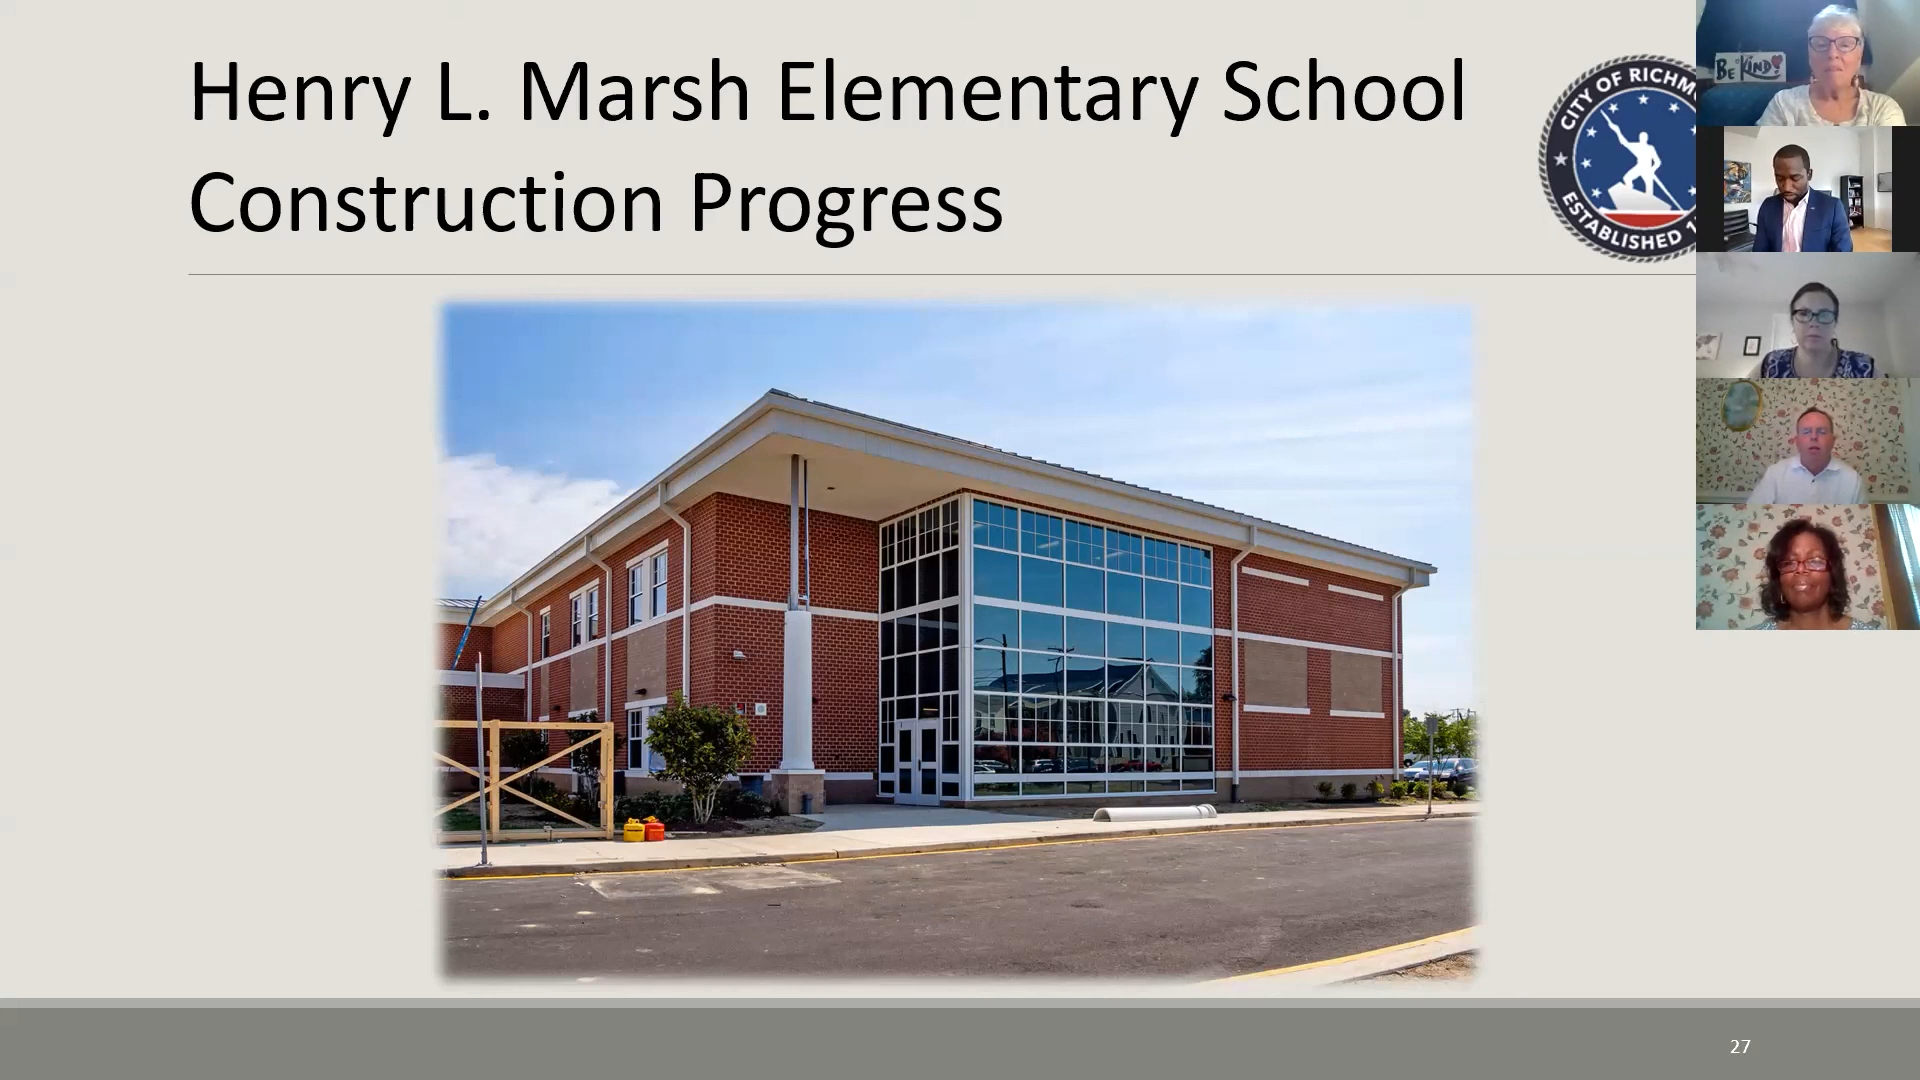 Henry L. Marsh Elementary School
Construction Progress
CITY OF RICHM
ESTABLISHED 1
BE KIND!
27